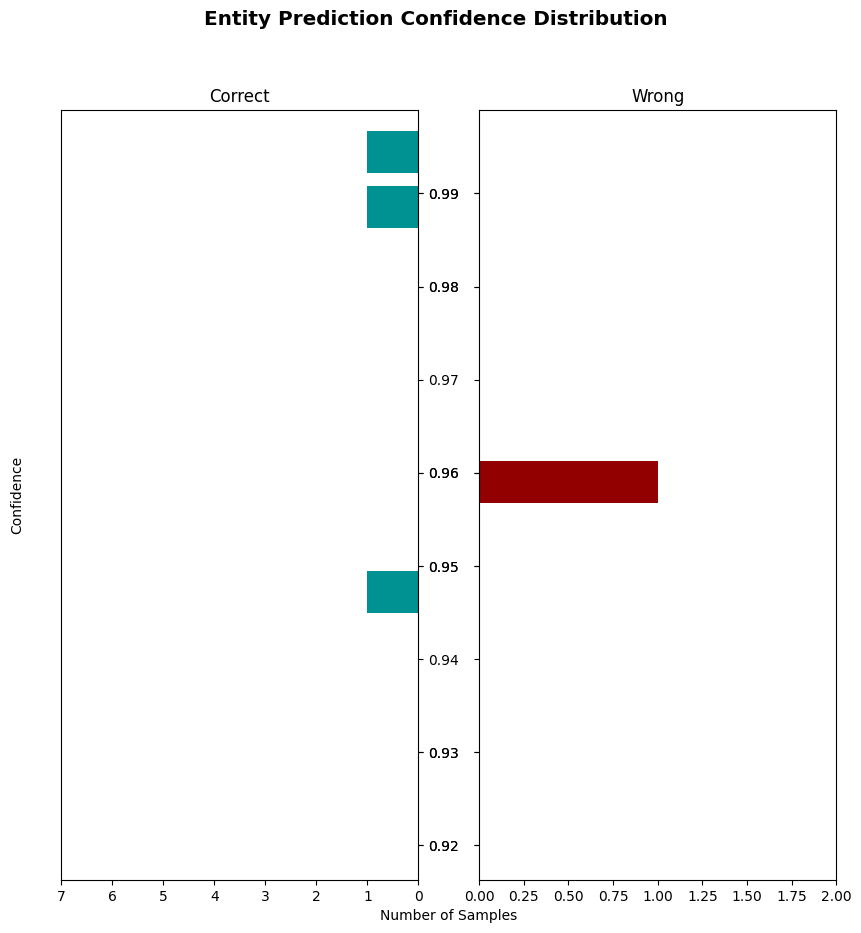 Entity Prediction Confidence Distribution
Correct
Wrong
0.99
0.98
0.97
0.96
0.95
0.94
0.93
0.92
Confidence
7 6 5 4 3 2 1 0
0.00 0.25 0.50 0.75 1.00 1.25 1.50 1.75 2.00
Number of Samples